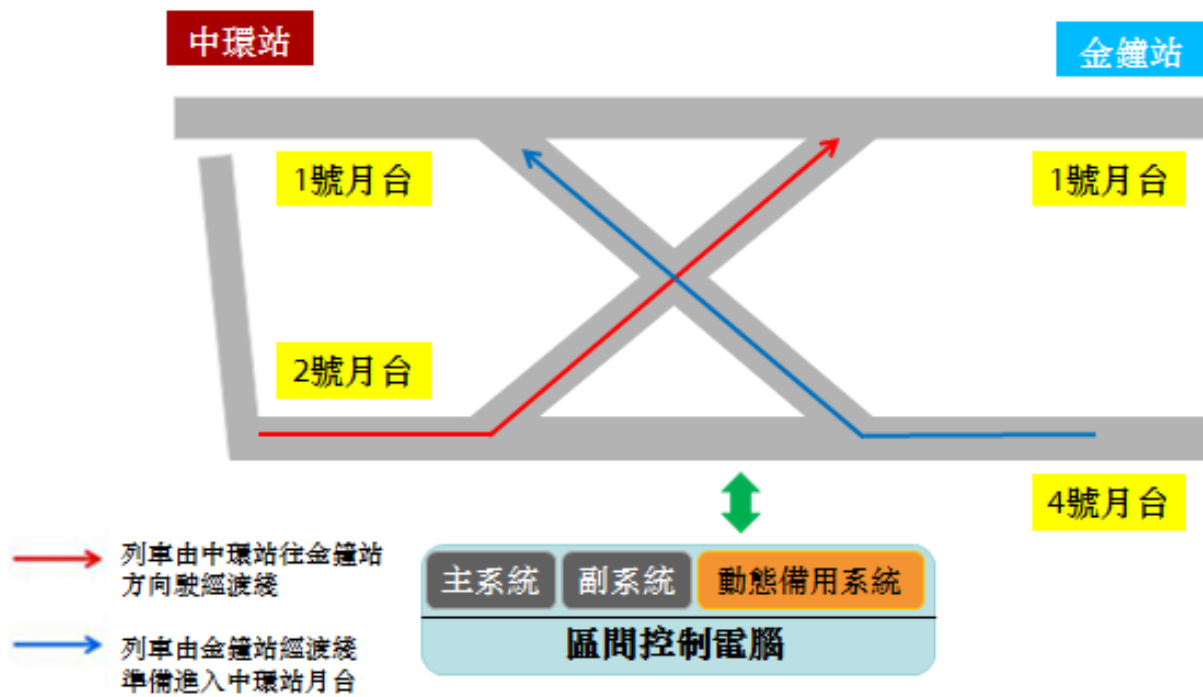 中環站
金鐘站
1號月台
1號月台
2號月台
4號月台
列車由中環站往金鐘站
方向駛經渡綫
列車由金鐘站經渡綫
準備進入中環站月台
主系統
副系統
動態備用系統
區間控制電腦